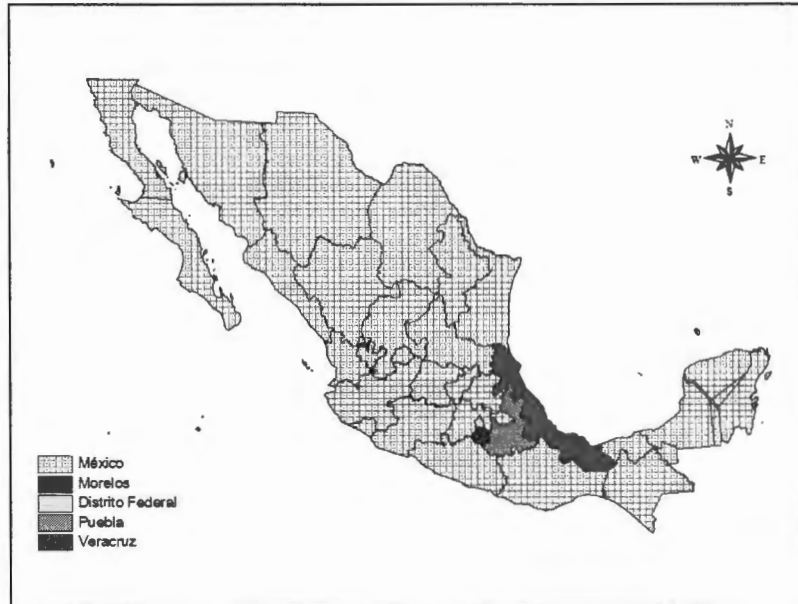 N
W E
S
México
Morelos
Distrito Federal
Puebla
Veracruz